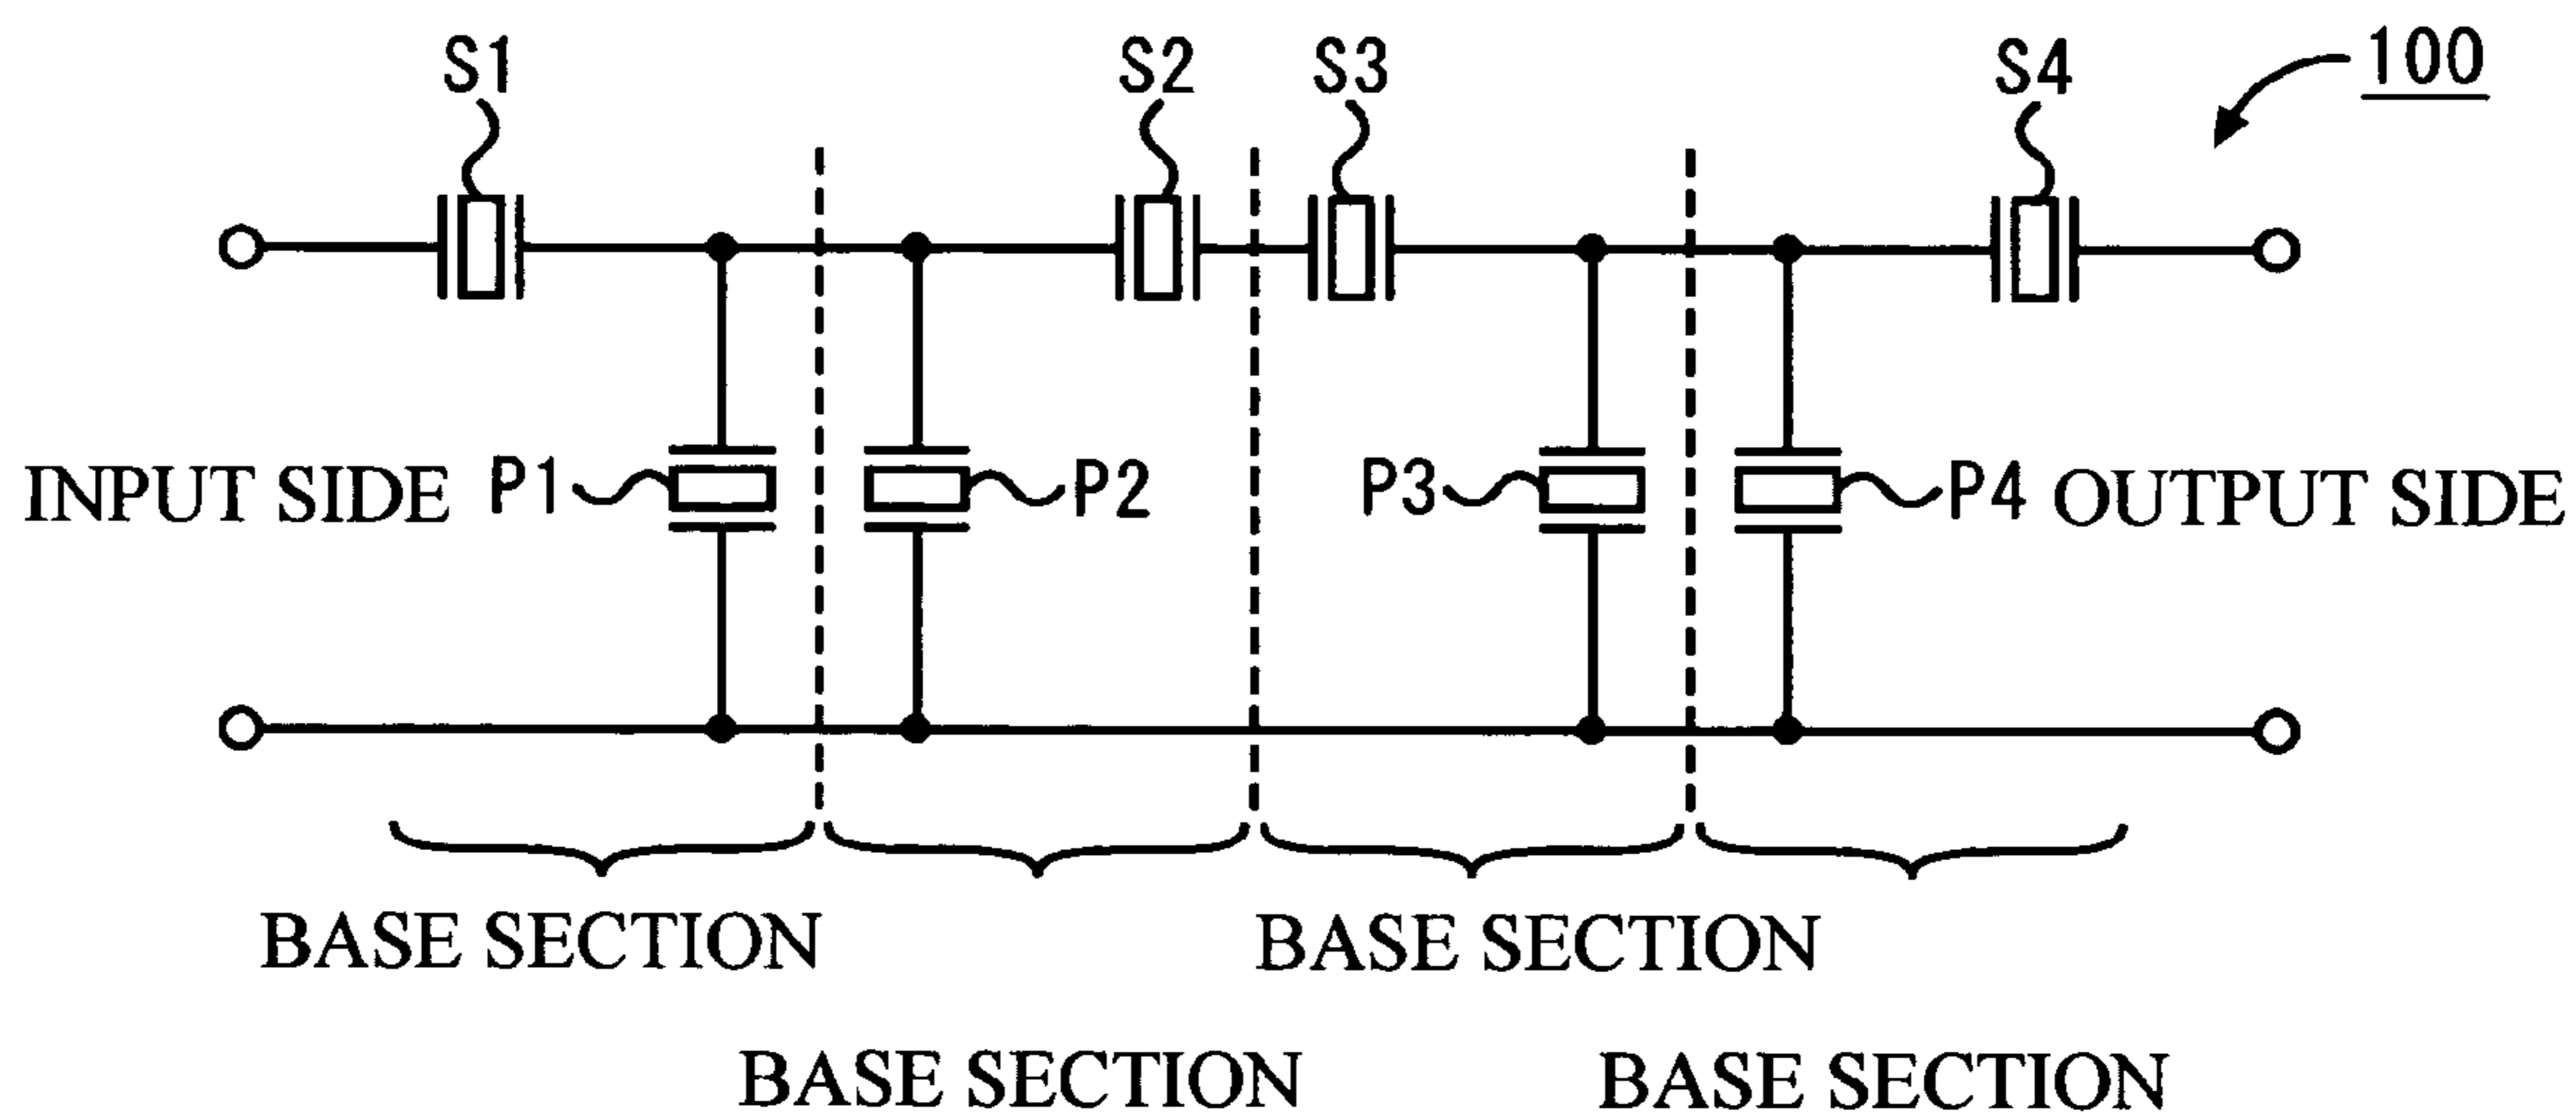 S1
S2
S3
S4
100
INPUT SIDE
P1
P2
P3
P4
OUTPUT SIDE
BASE SECTION
BASE SECTION
BASE SECTION
BASE SECTION